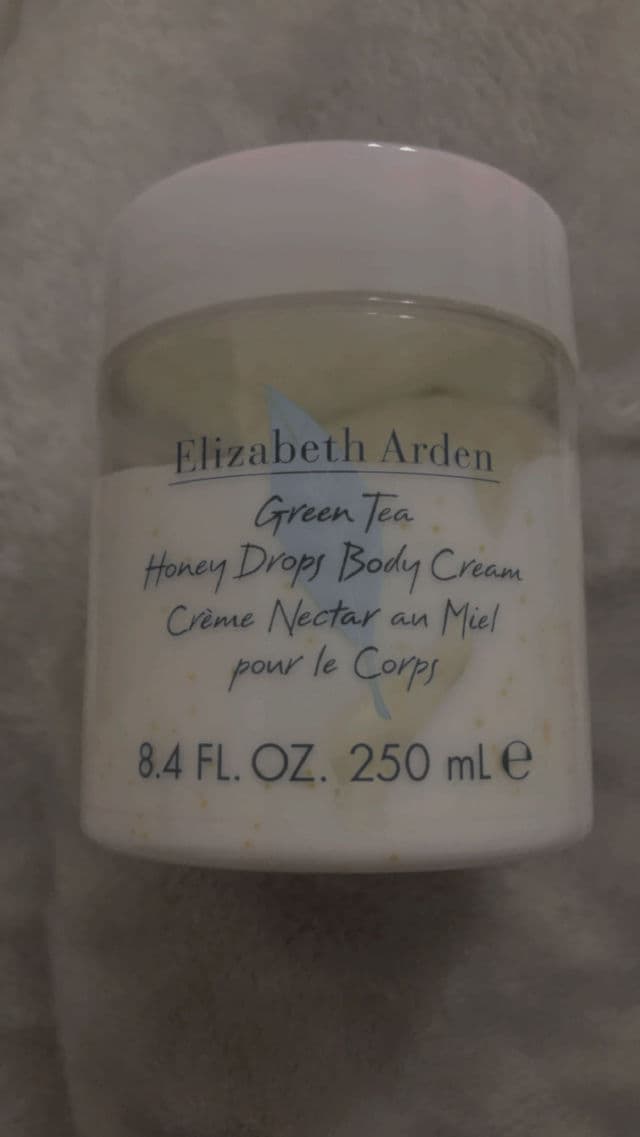 Elizabeth Arden
Green Tea
Honey Drops Body Cream
Crème Nectar au Miel
pour le Corps
8.4 FL. OZ. 250 mL e